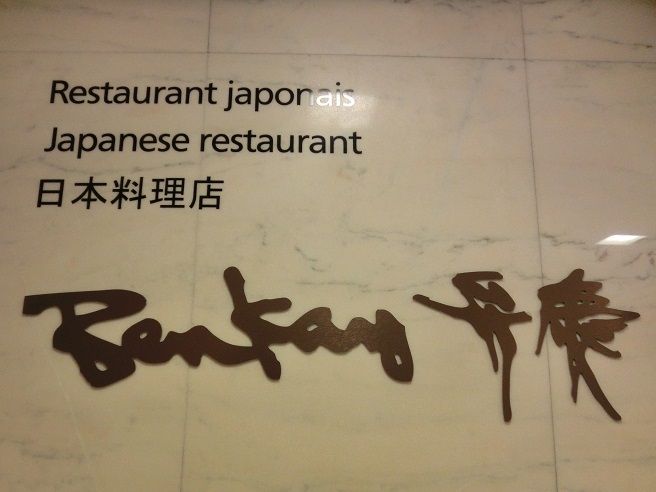 Restaurant japonais
Japanese restaurant
日本料理店
Benkay 弁慶